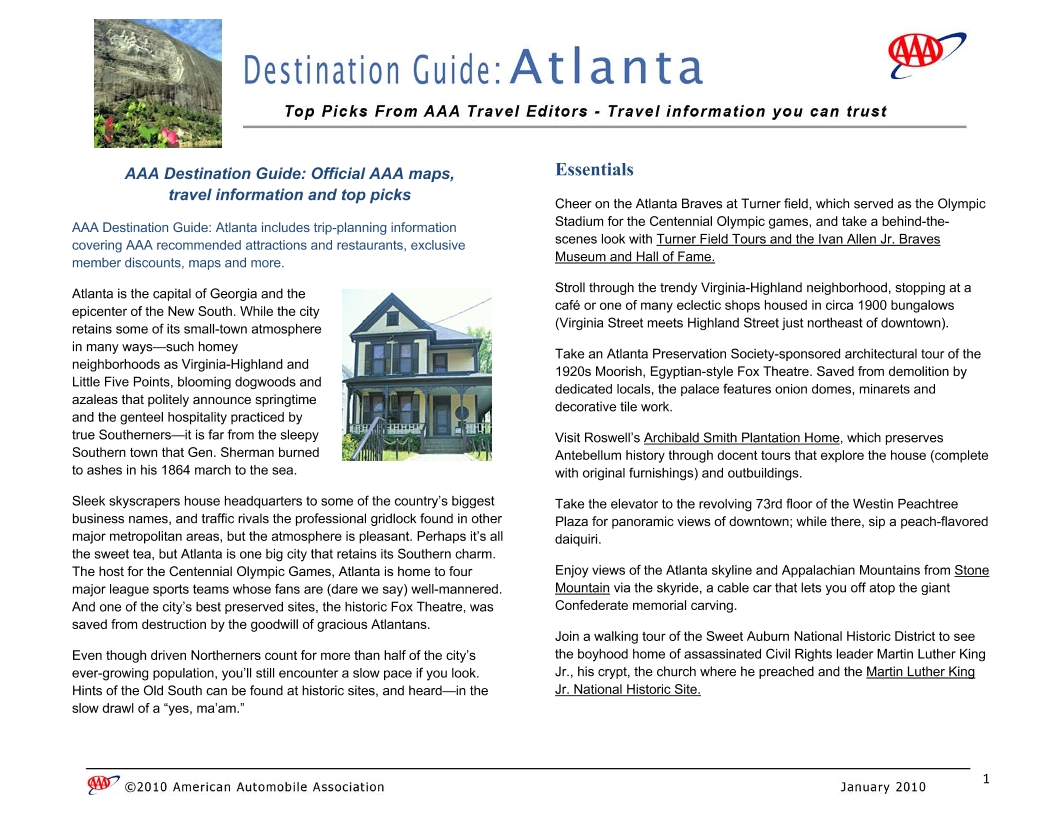 Destination Guide: Atlanta
AAA
Top Picks From AAA Travel Editors - Travel information you can trust
AAA Destination Guide: Official AAA maps,
travel information and top picks
AAA Destination Guide: Atlanta includes trip-planning information
covering AAA recommended attractions and restaurants, exclusive
member discounts, maps and more.
Atlanta is the capital of Georgia and the
epicenter of the New South. While the city
retains some of its small-town atmosphere
in many ways—such homey
neighborhoods as Virginia-Highland and
Little Five Points, blooming dogwoods and
azaleas that politely announce springtime
and the genteel hospitality practiced by
true Southerners—it is far from the sleepy
Southern town that Gen. Sherman burned
to ashes in his 1864 march to the sea.
Sleek skyscrapers house headquarters to some of the country's biggest
business names, and traffic rivals the professional gridlock found in other
major metropolitan areas, but the atmosphere is pleasant. Perhaps it's all
the sweet tea, but Atlanta is one big city that retains its Southern charm.
The host for the Centennial Olympic Games, Atlanta is home to four
major league sports teams whose fans are (dare we say) well-mannered.
And one of the city's best preserved sites, the historic Fox Theatre, was
saved from destruction by the goodwill of gracious Atlantans.
Even though driven Northerners count for more than half of the city's
ever-growing population, you'll still encounter a slow pace if you look.
Hints of the Old South can be found at historic sites, and heard—in the
slow drawl of a “yes, ma'am.”
Essentials
Cheer on the Atlanta Braves at Turner field, which served as the Olympic
Stadium for the Centennial Olympic games, and take a behind-the-
scenes look with Turner Field Tours and the Ivan Allen Jr. Braves
Museum and Hall of Fame.
Stroll through the trendy Virginia-Highland neighborhood, stopping at a
café or one of many eclectic shops housed in circa 1900 bungalows
(Virginia Street meets Highland Street just northeast of downtown).
Take an Atlanta Preservation Society-sponsored architectural tour of the
1920s Moorish, Egyptian-style Fox Theatre. Saved from demolition by
dedicated locals, the palace features onion domes, minarets and
decorative tile work.
Visit Roswell's Archibald Smith Plantation Home, which preserves
Antebellum history through docent tours that explore the house (complete
with original furnishings) and outbuildings.
Take the elevator to the revolving 73rd floor of the Westin Peachtree
Plaza for panoramic views of downtown; while there, sip a peach-flavored
daiquiri.
Enjoy views of the Atlanta skyline and Appalachian Mountains from Stone
Mountain via the skyride, a cable car that lets you off atop the giant
Confederate memorial carving.
Join a walking tour of the Sweet Auburn National Historic District to see
the boyhood home of assassinated Civil Rights leader Martin Luther King
Jr., his crypt, the church where he preached and the Martin Luther King
Jr. National Historic Site.
AAA ©2010 American Automobile Association
January 2010
1